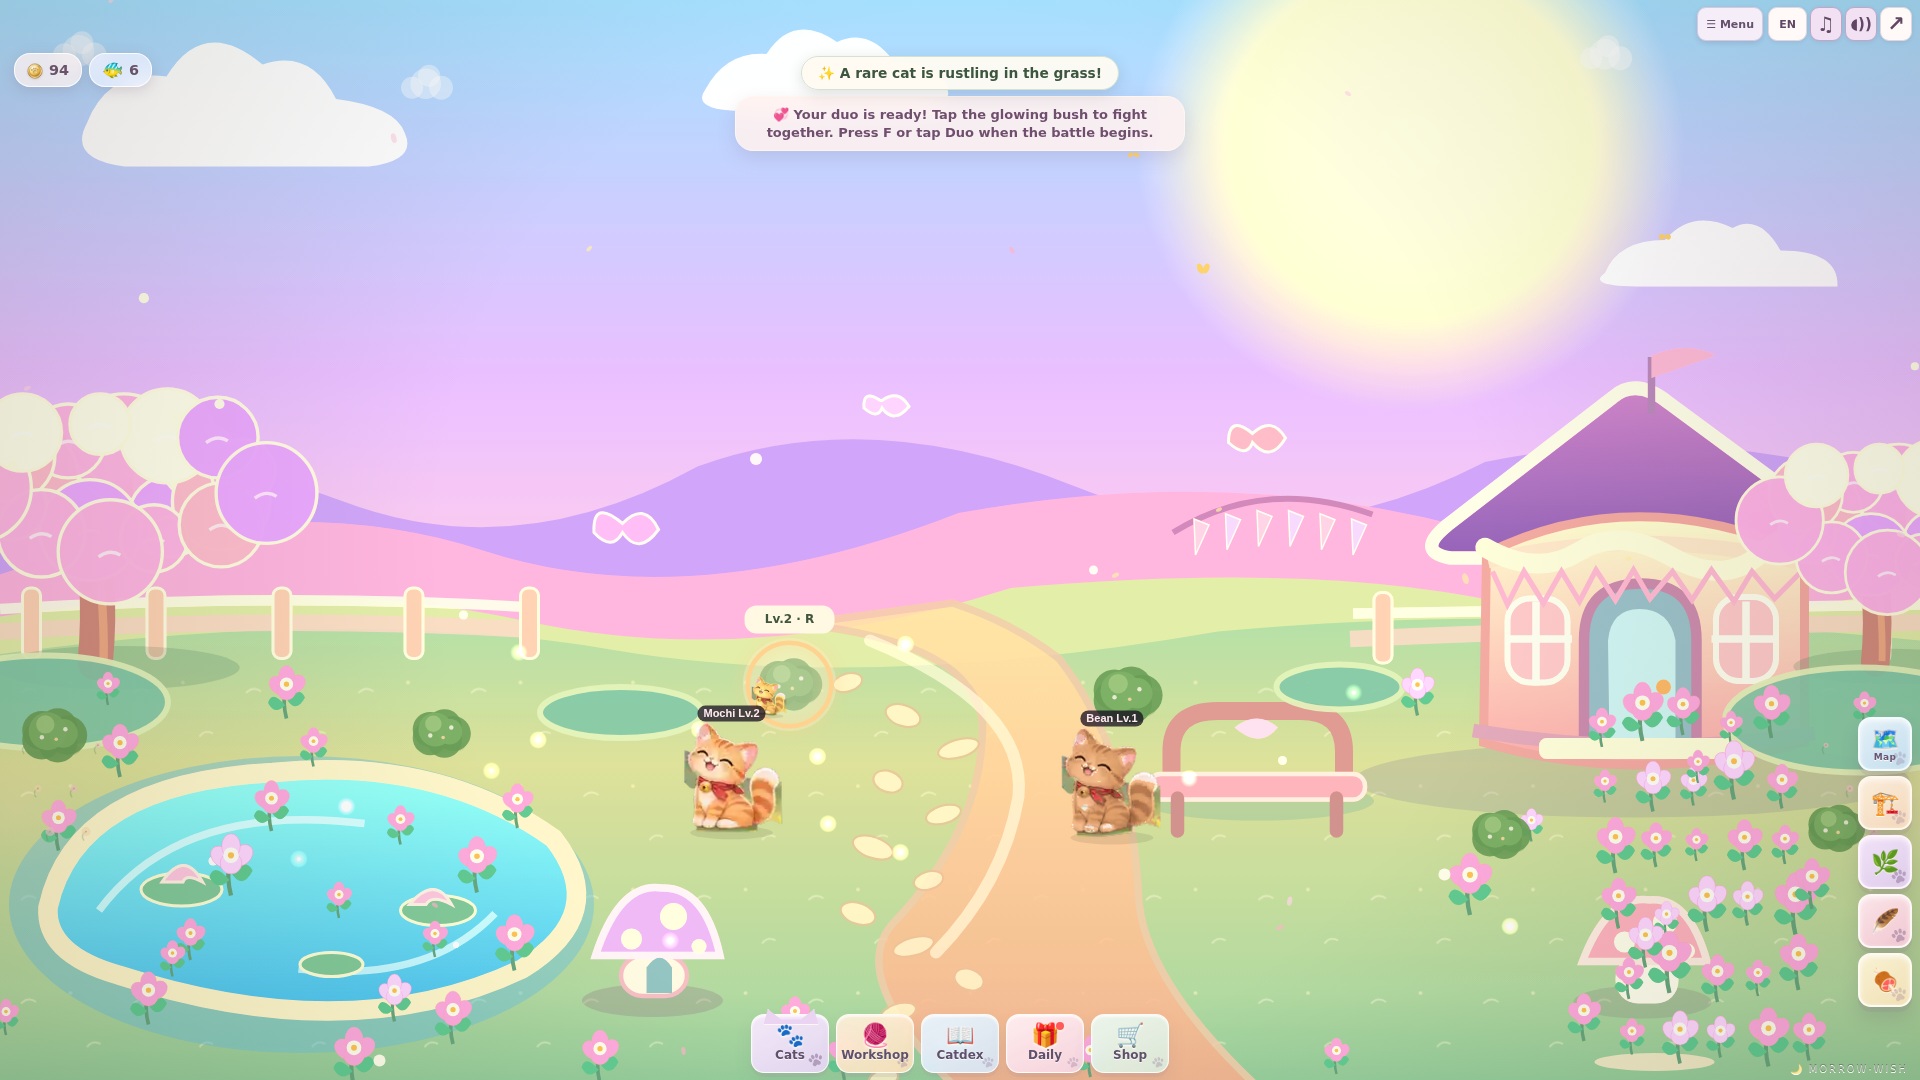 ☰ Menu
EN
94
6
✨ A rare cat is rustling in the grass!
💞 Your duo is ready! Tap the glowing bush to fight
together. Press F or tap Duo when the battle begins.
Lv.2 · R
Mochi Lv.2
Bean Lv.1
Map
Cats
Workshop
Catdex
Daily
Shop
🌙 MORROW-WISH